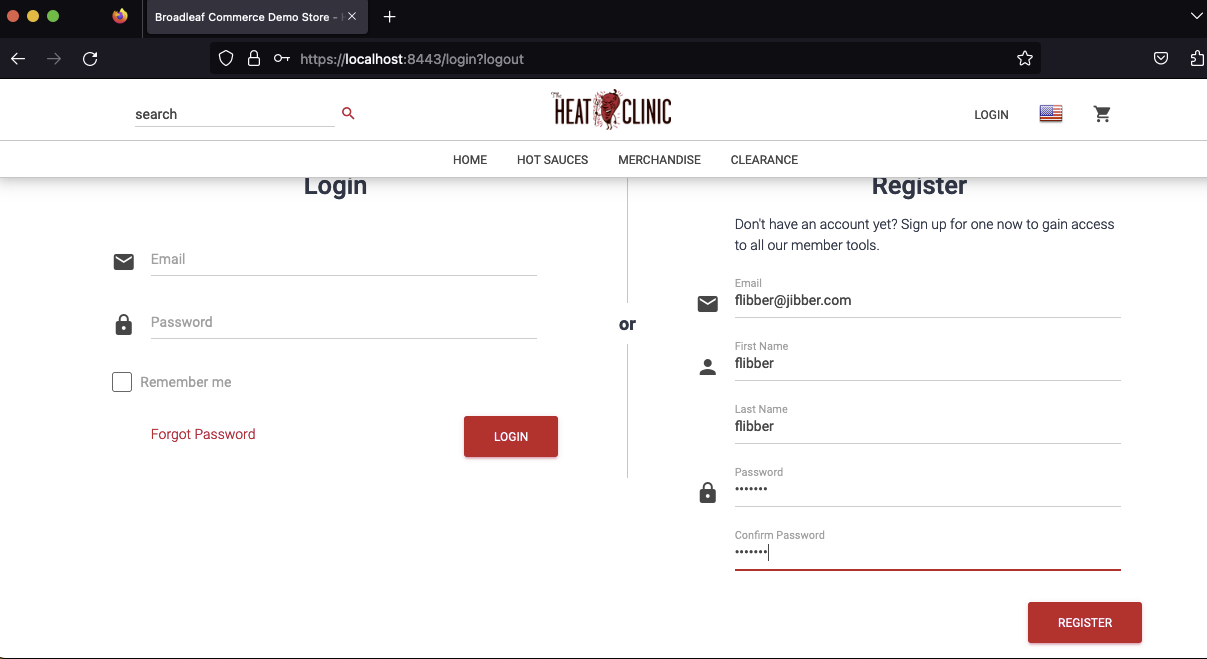 Broadleaf Commerce Demo Store -
https://localhost:8443/login?logout
search
The HEAT CLINIC
LOGIN
HOME HOT SAUCES MERCHANDISE CLEARANCE
Login
Email
Password
Remember me
Forgot Password
LOGIN
or
Register
Don't have an account yet? Sign up for one now to gain access
to all our member tools.
Email
flibber@jibber.com
First Name
flibber
Last Name
flibber
Password
•••••••
Confirm Password
•••••••
REGISTER